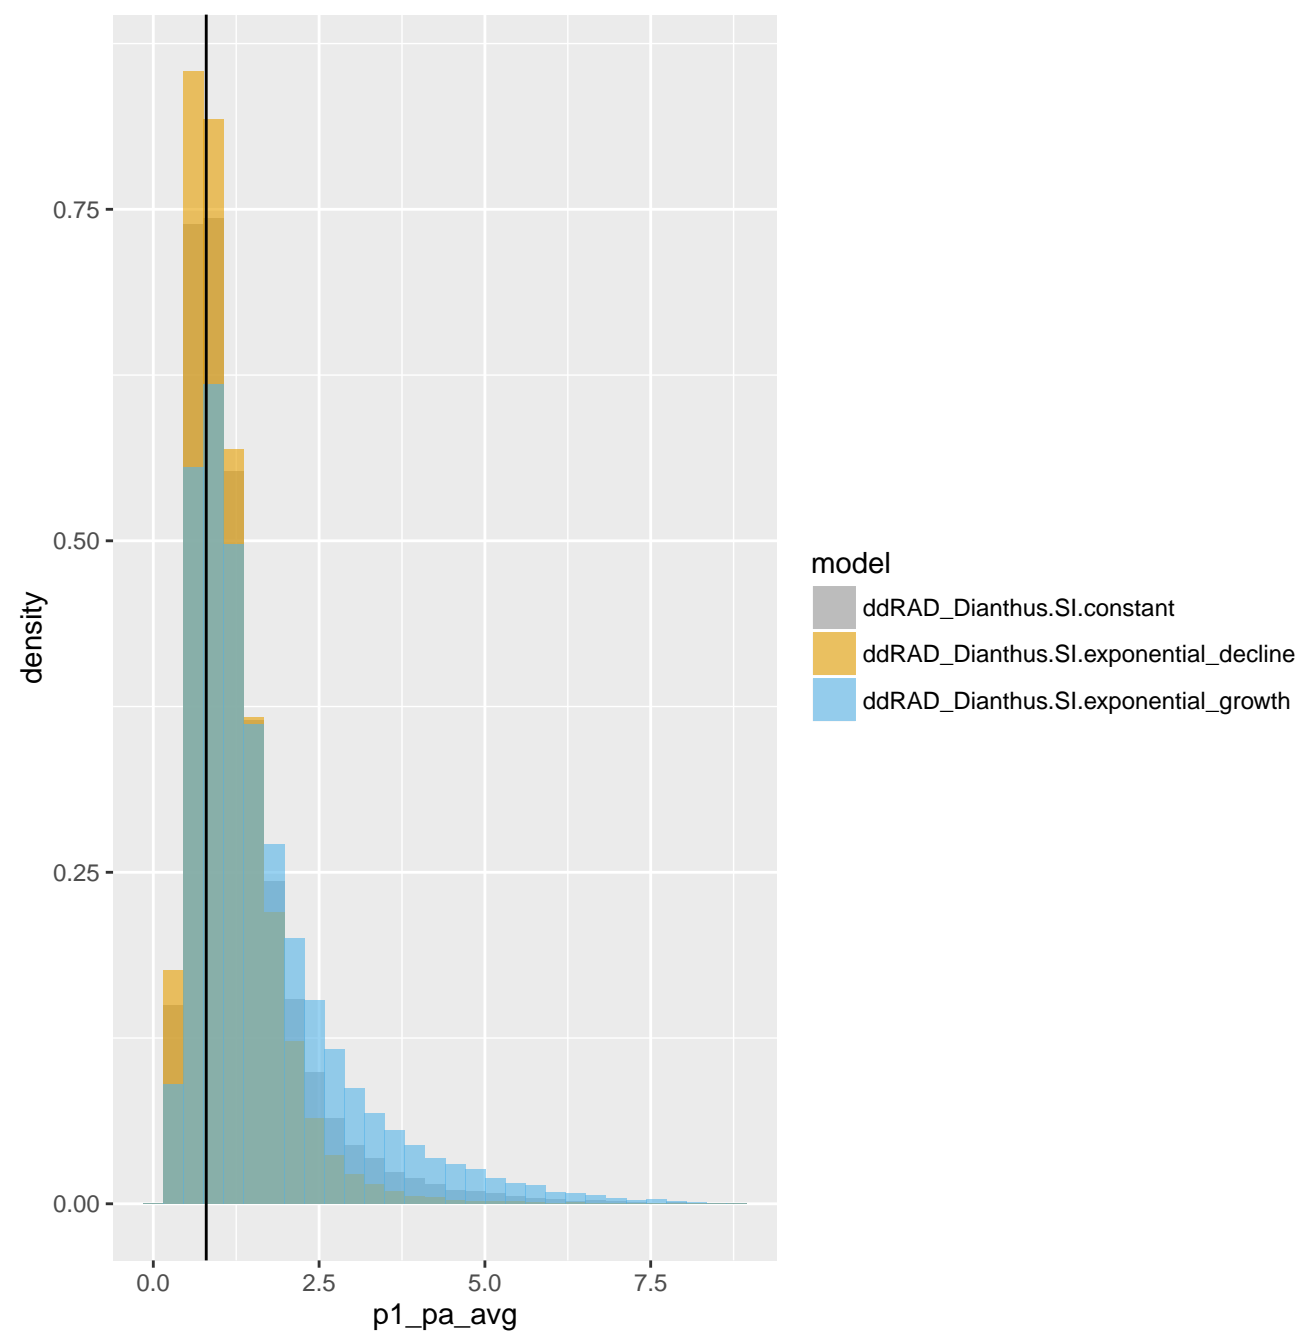 density
0.75
0.50
0.25
0.00
0.0 2.5 5.0 7.5
p1_pa_avg
model
ddRAD_Dianthus.SI.constant
ddRAD_Dianthus.SI.exponential_decline
ddRAD_Dianthus.SI.exponential_growth